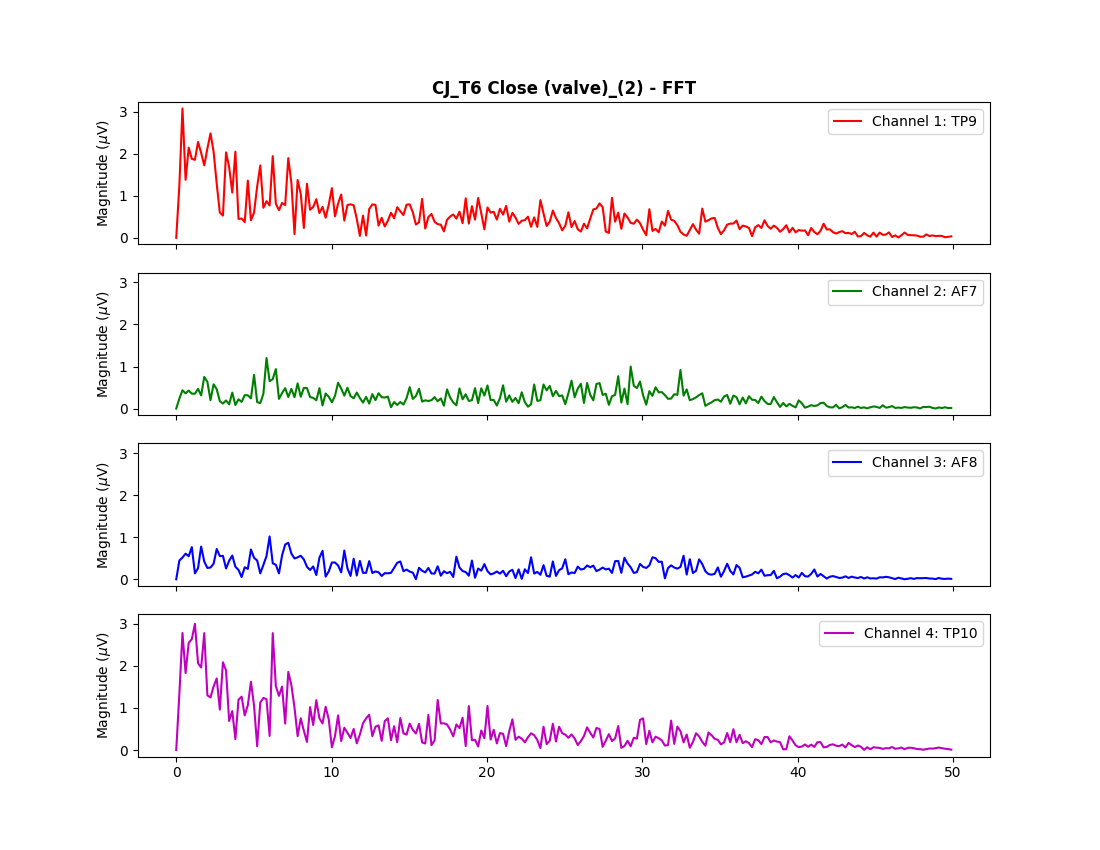 CJ_T6 Close (valve)_(2) - FFT
Magnitude (μV)
3
2
1
0
Channel 1: TP9
Magnitude (μV)
3
2
1
0
Channel 2: AF7
Magnitude (μV)
3
2
1
0
Channel 3: AF8
Magnitude (μV)
3
2
1
0
Channel 4: TP10
0 10 20 30 40 50